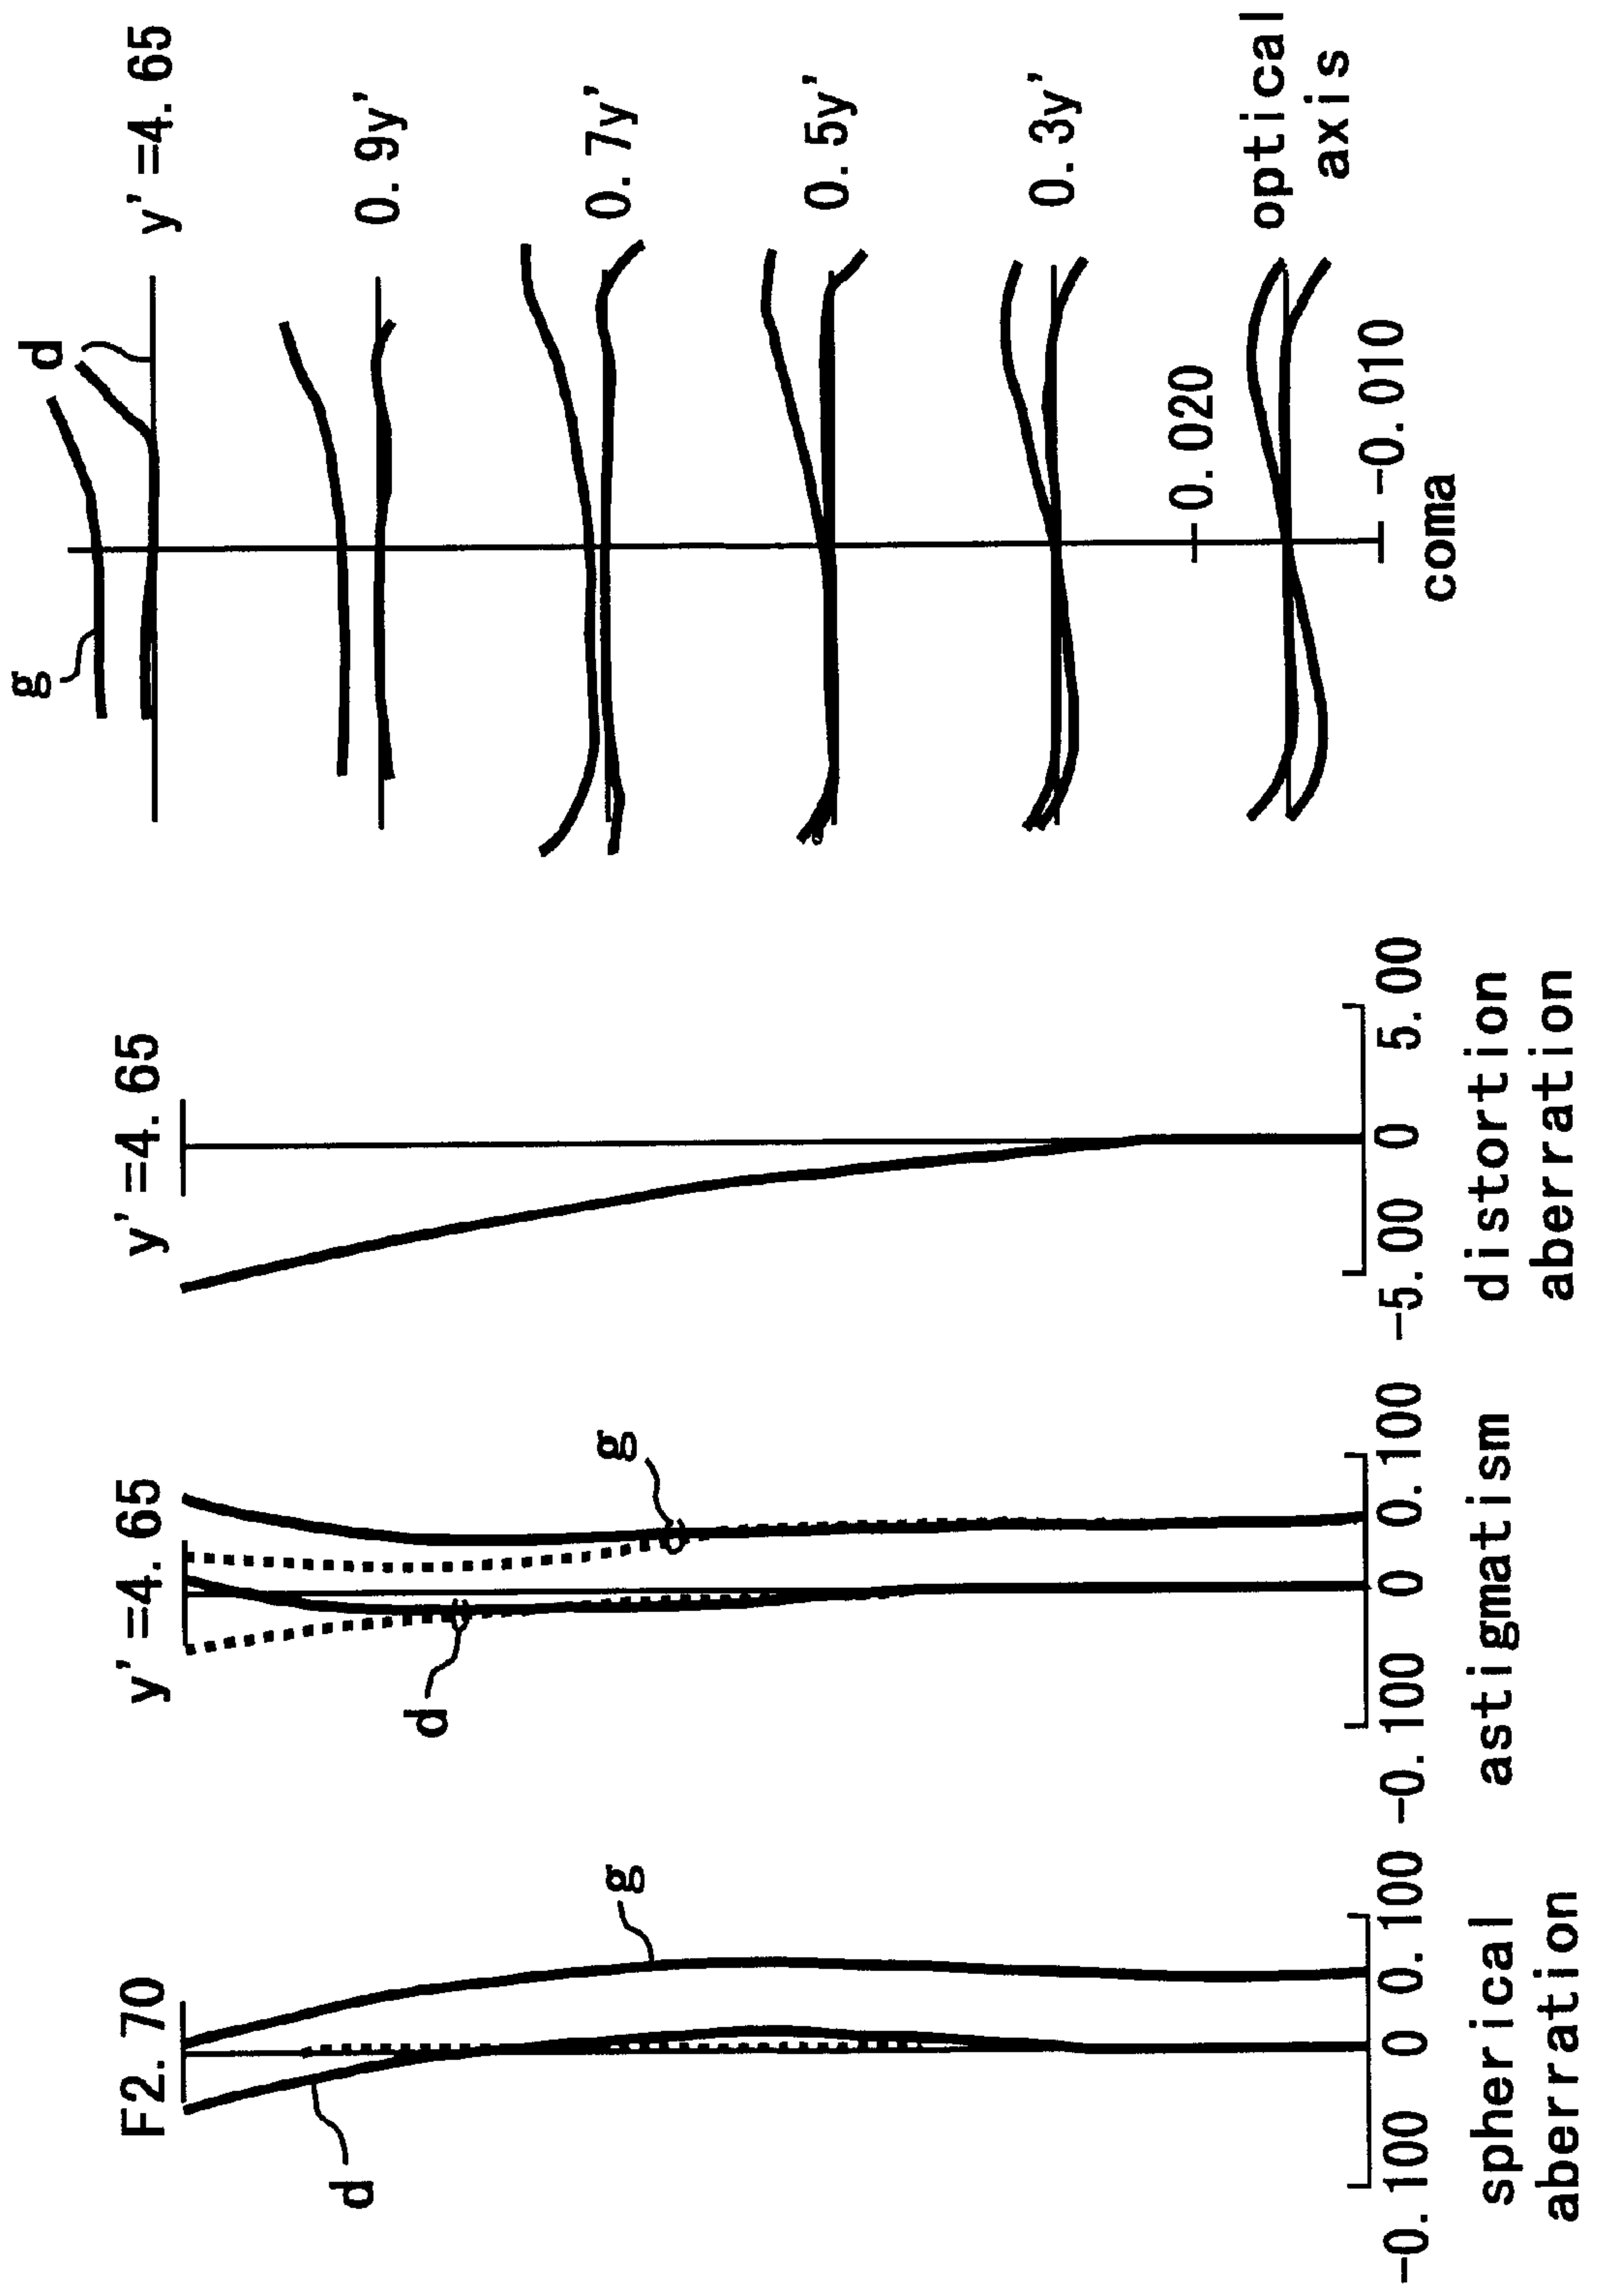 F2. 70
g
d
-0. 100 0 0. 100
spherical
aberration
y' =4. 65
g
d
-0. 100 0 0. 100
astigmatism
y' =4. 65
-5. 00 0 5. 00
distortion
aberration
g
d
y' =4. 65
0. 9y'
0. 7y'
0. 5y'
0. 3y'
0. 020
optical
axis
-0. 010
coma